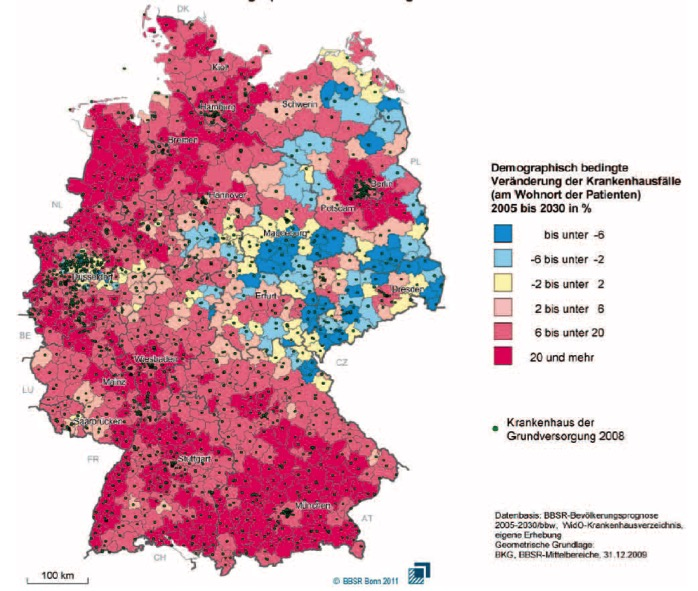 DK
Kiel
Hamburg
Schwerin
Bremen
PL
Berlin
NL
Hannover
Potsdam
Magdeburg
Düsseldorf
Erfurt
Dresden
BE
Wiesbaden
CZ
LU
Mainz
Saarbrücken
FR
Stuttgart
München
AT
CH
100 km
© BBSR Bonn 2011
Demographisch bedingte
Veränderung der Krankenhausfälle
(am Wohnort der Patienten)
2005 bis 2030 in %
bis unter -6
-6 bis unter -2
-2 bis unter 2
2 bis unter 6
6 bis unter 20
20 und mehr
Krankenhaus der
Grundversorgung 2008
Datenbasis: BBSR-Bevölkerungsprognose
2005-2030/bbw, WidO-Krankenhausverzeichnis,
eigene Erhebung
Geometrische Grundlage:
BKG, BBSR-Mittelbereiche, 31.12.2009